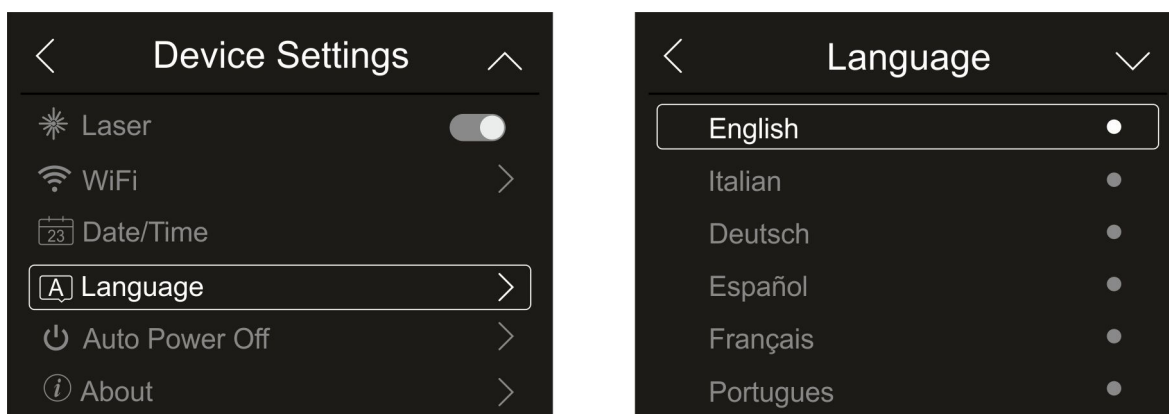 Device Settings
Laser
WiFi
23 Date/Time
A Language
Auto Power Off
i About
Language
English
Italian
Deutsch
Español
Français
Portugues